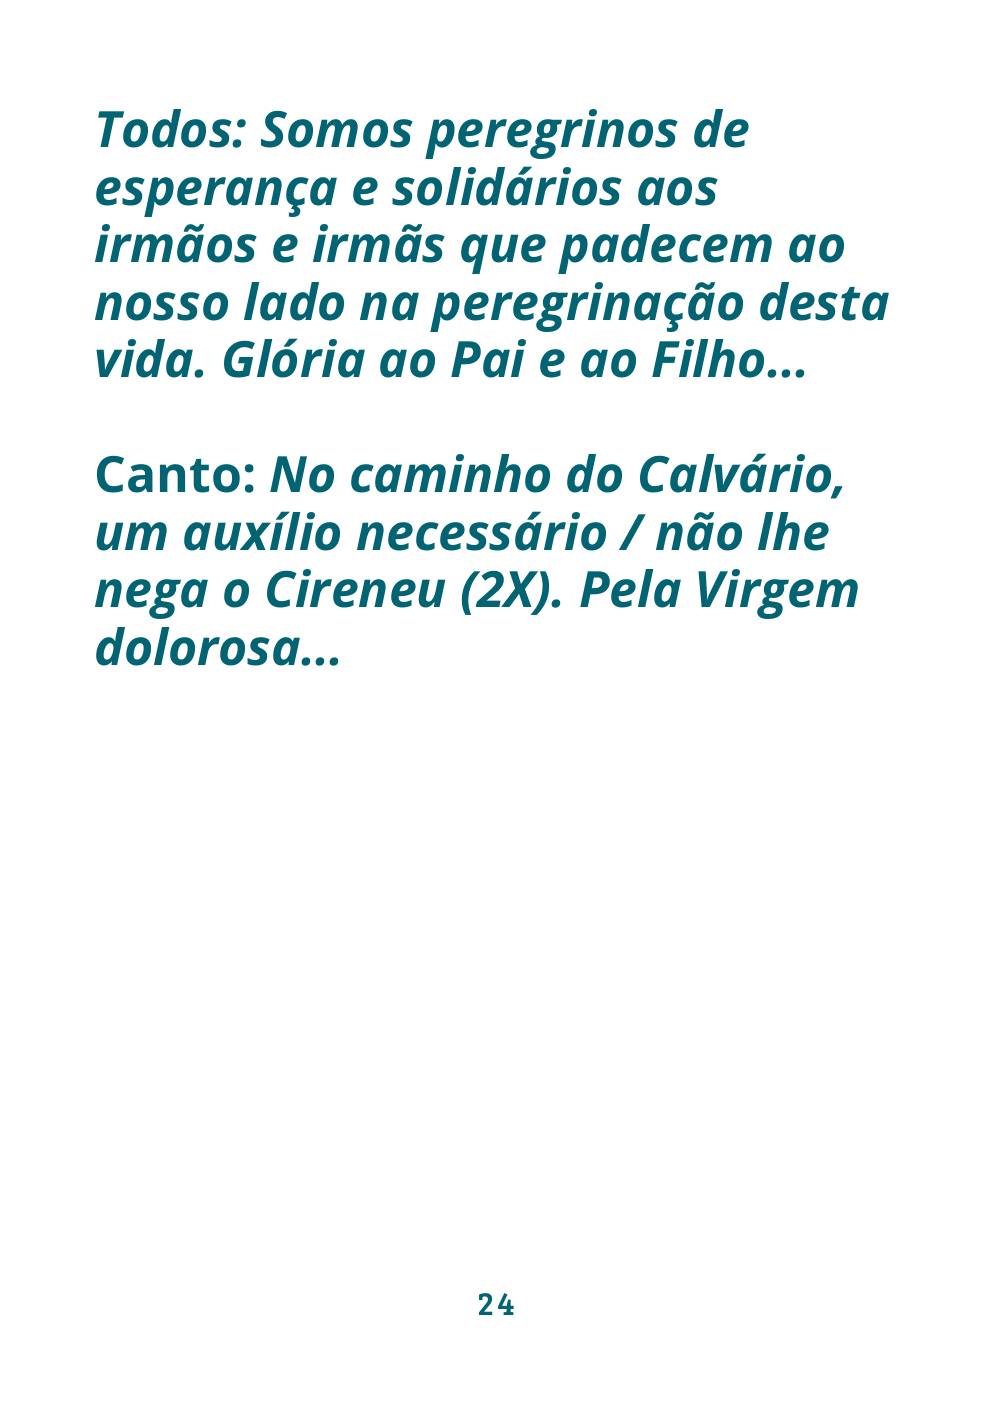 Todos: Somos peregrinos de
esperança e solidários aos
irmãos e irmãs que padecem ao
nosso lado na peregrinação desta
vida. Glória ao Pai e ao Filho...
Canto: No caminho do Calvário,
um auxílio necessário / não lhe
nega o Cireneu (2X). Pela Virgem
dolorosa...
24